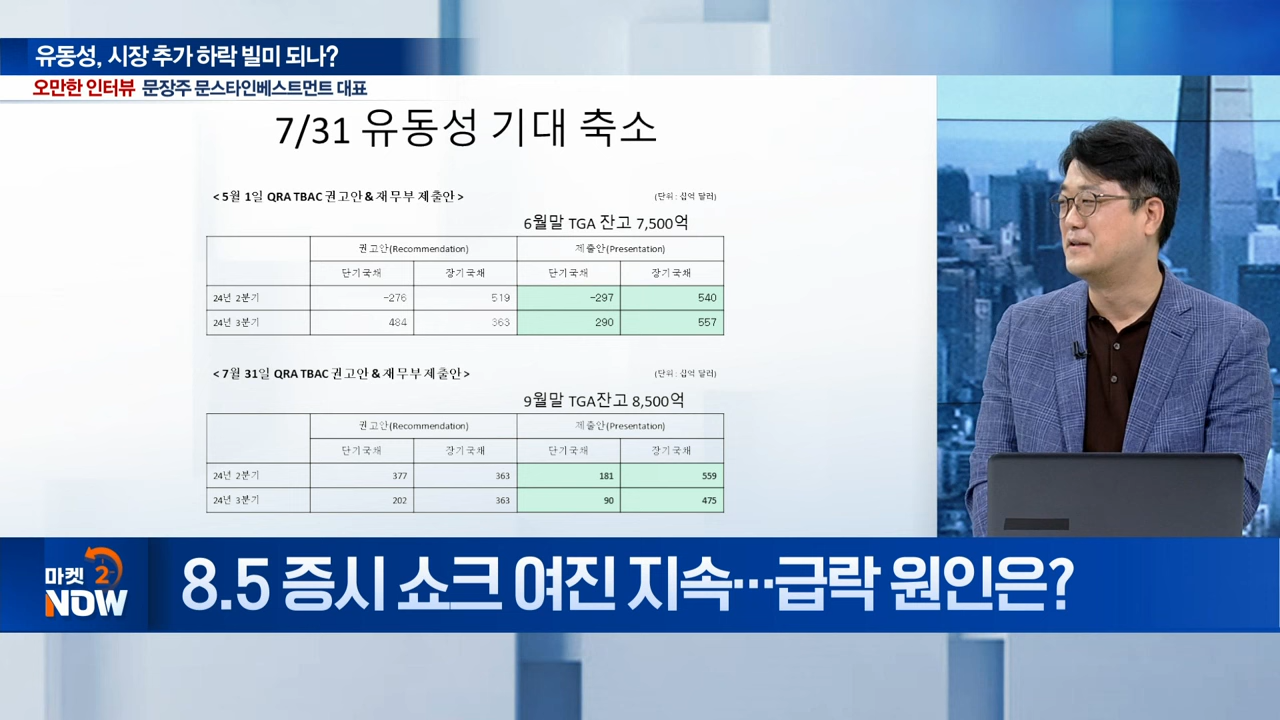 유동성, 시장 추가 하락 빌미 되나?
오만한 인터뷰 문장주 문스타인베스트먼트 대표
7/31 유동성 기대 축소
< 5월 1일 QRA TBAC 권고안 & 재무부 제출안 >
(단위 : 십억 달러)
6월말 TGA 잔고 7,500억
권고안(Recommendation) 제출안(Presentation)
단기국채 장기국채 단기국채 장기국채
24년 2분기 -276 519 -297 540
24년 3분기 484 363 290 557
< 7월 31일 QRA TBAC 권고안 & 재무부 제출안 >
(단위 : 십억 달러)
9월말 TGA잔고 8,500억
권고안(Recommendation) 제출안(Presentation)
단기국채 장기국채 단기국채 장기국채
24년 2분기 377 363 181 559
24년 3분기 202 363 90 475
마켓 2
NOW
8.5 증시 쇼크 여진 지속…급락 원인은?